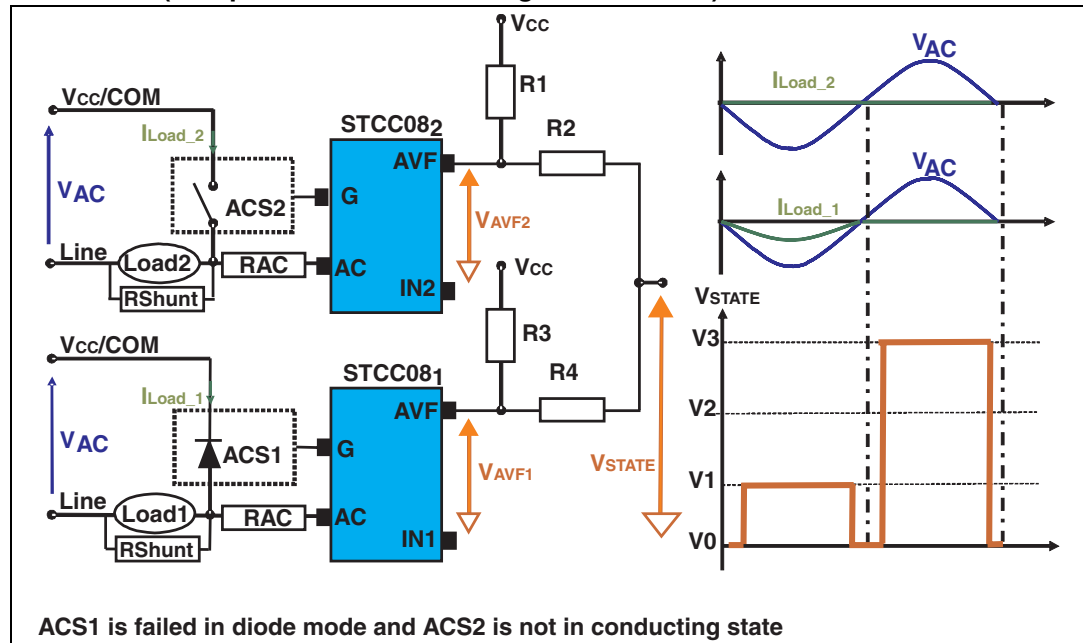 VCC
VAC
VCC/COM
R1
ILoad_2
STCC082
R2
ILoad_2
AVF
G
VAC
ACS2
VAC
VAVF2
ILoad_1
Line
Load2
RAC
AC
VCC
RShunt
IN2
VSTATE
R3
VCC/COM
V3
STCC081
R4
ILoad_1
AVF
V2
VAC
ACS1
G
VAVF1
VSTATE
V1
Line
Load1
RAC
AC
RShunt
IN1
V0
ACS1 is failed in diode mode and ACS2 is not in conducting state